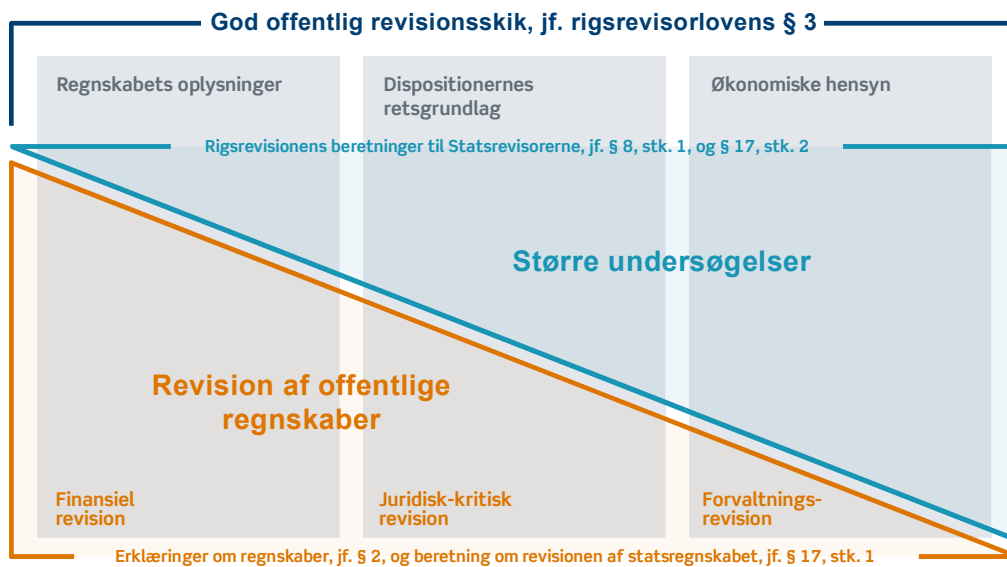 God offentlig revisionsskik, jf. rigsrevisorlovens § 3
Regnskabets oplysninger
Dispositionernes
retsgrundlag
Økonomiske hensyn
Rigsrevisionens beretninger til Statsrevisorerne, jf. § 8, stk. 1, og § 17, stk. 2
Større undersøgelser
Revision af offentlige
regnskaber
Finansiel
revision
Juridisk-kritisk
revision
Forvaltnings-
revision
Erklæringer om regnskaber, jf. § 2, og beretning om revisionen af statsregnskabet, jf. § 17, stk. 1